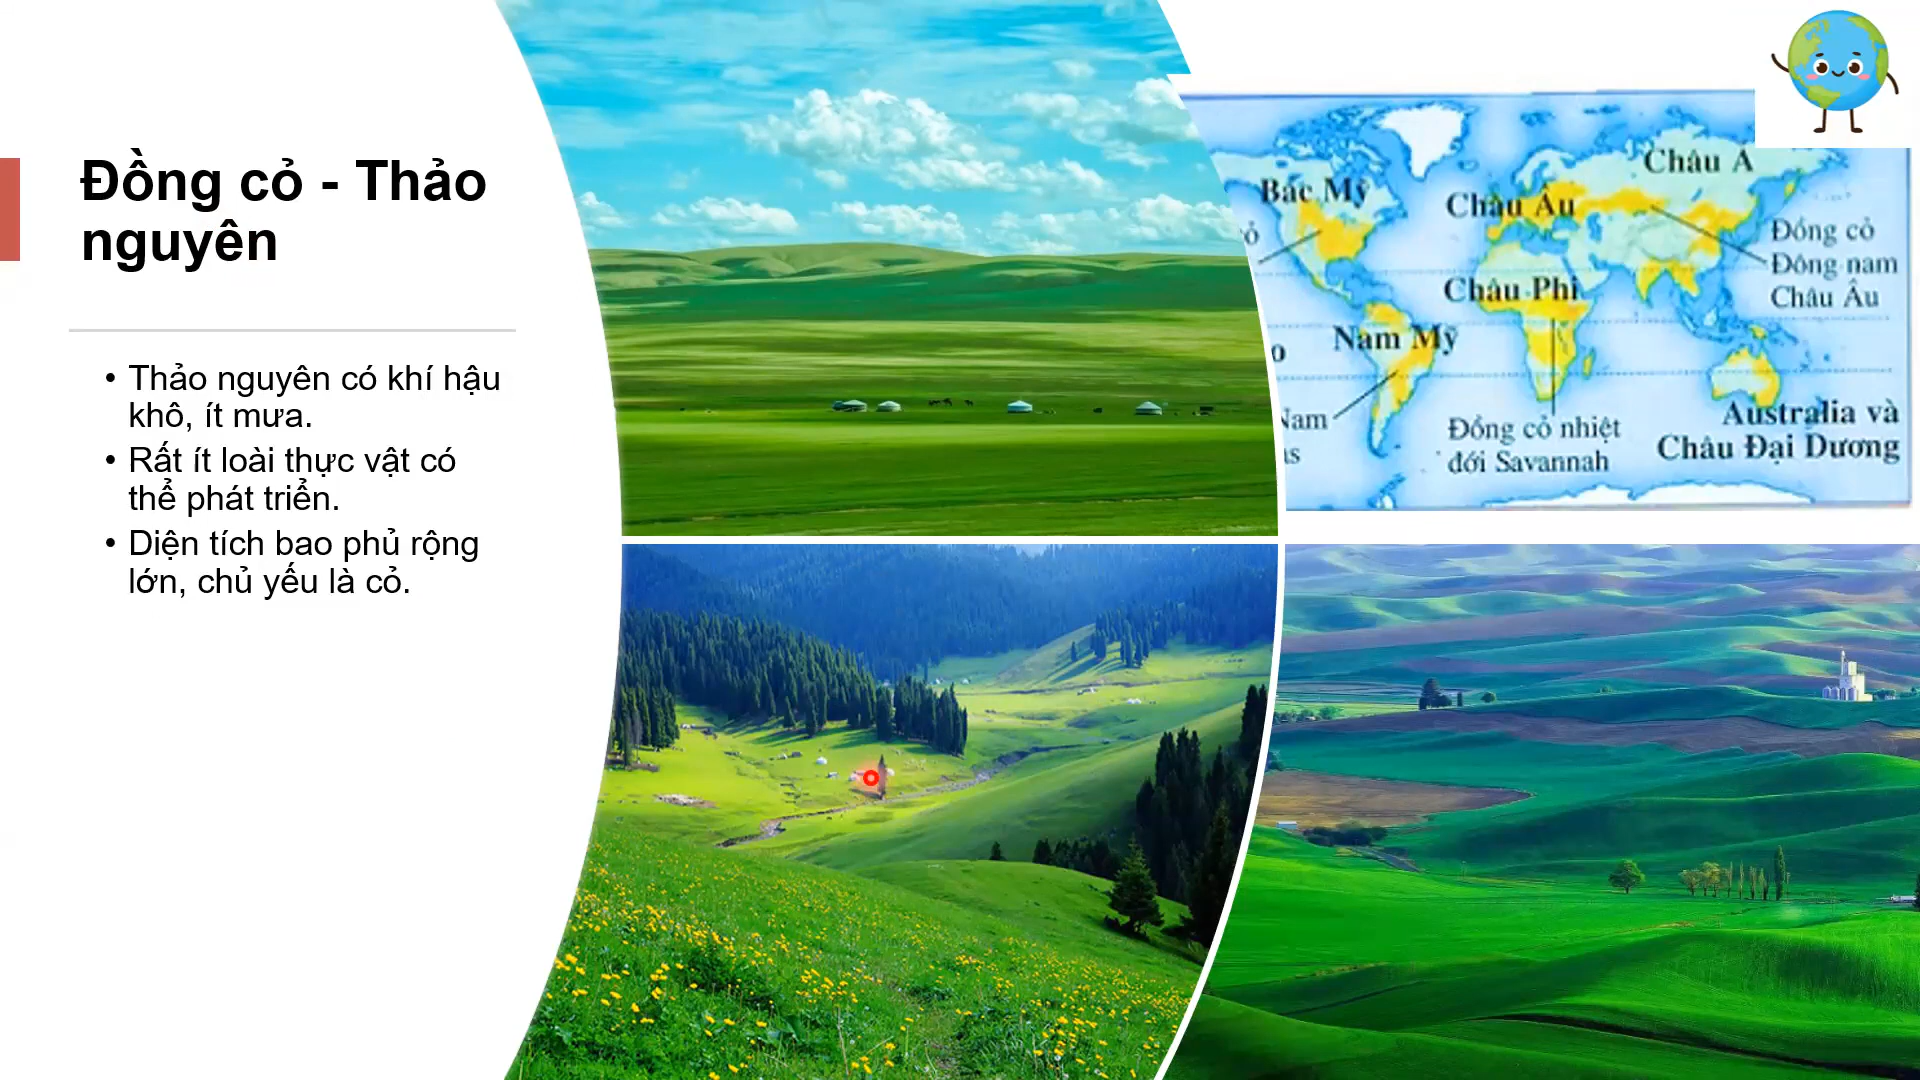 Đồng cỏ - Thảo
nguyên
• Thảo nguyên có khí hậu
khô, ít mưa.
• Rất ít loài thực vật có
thể phát triển.
• Diện tích bao phủ rộng
lớn, chủ yếu là cỏ.
Châu Á
Bắc Mỹ
Châu Âu
Đồng cỏ
Đông nam
Châu Âu
Châu Phi
Nam Mỹ
Đồng cỏ nhiệt
đới Savannah
Australia và
Châu Đại Dương